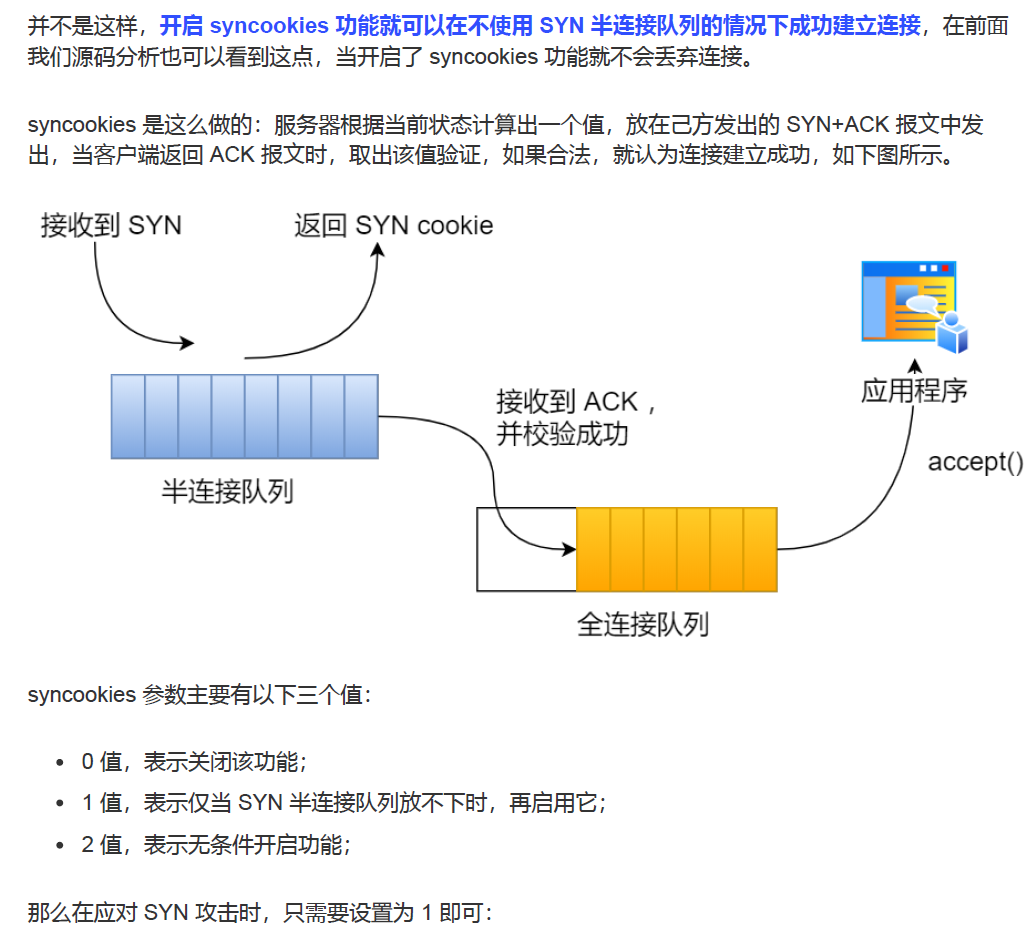 并不是这样，开启 syncookies 功能就可以在不使用 SYN 半连接队列的情况下成功建立连接，在前面
我们源码分析也可以看到这点，当开启了 syncookies 功能就不会丢弃连接。
syncookies 是这么做的：服务器根据当前状态计算出一个值，放在己方发出的 SYN+ACK 报文中发
出，当客户端返回 ACK 报文时，取出该值验证，如果合法，就认为连接建立成功，如下图所示。
接收到 SYN
返回 SYN cookie
接收到 ACK，
并校验成功
应用程序
accept()
半连接队列
全连接队列
syncookies 参数主要有以下三个值：
• 0 值，表示关闭该功能；
• 1 值，表示仅当 SYN 半连接队列放不下时，再启用它；
• 2 值，表示无条件开启功能；
那么在应对 SYN 攻击时，只需要设置为 1 即可：